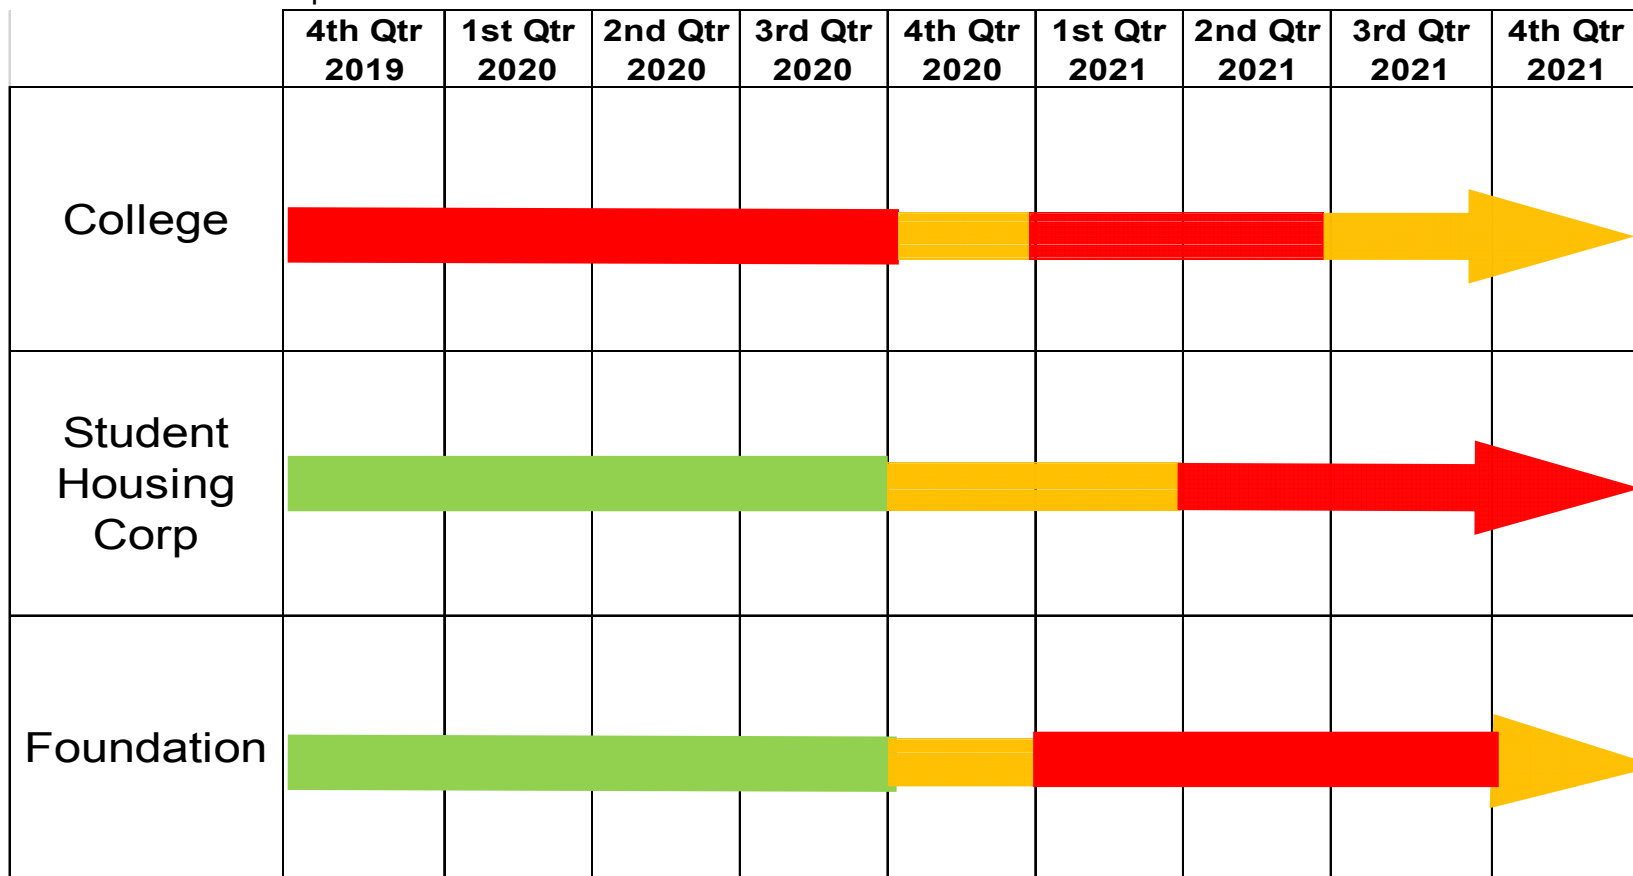 4th Qtr 1st Qtr 2nd Qtr 3rd Qtr 4th Qtr 1st Qtr 2nd Qtr 3rd Qtr 4th Qtr
2019 2020 2020 2020 2020 2021 2021 2021 2021
College
Student
Housing
Corp
Foundation